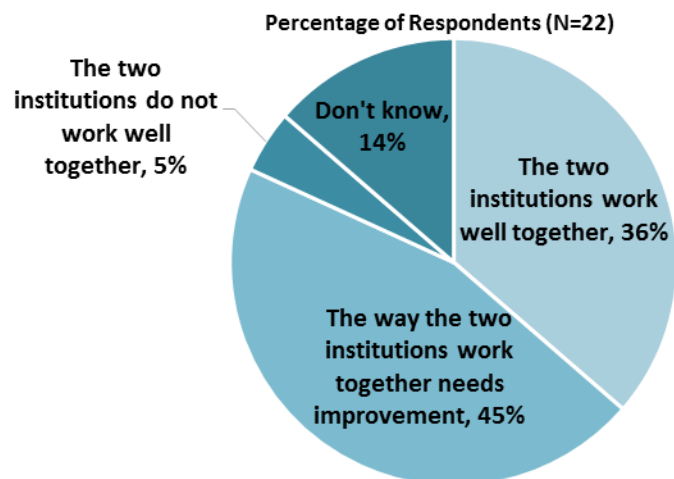 Percentage of Respondents (N=22)
The two
institutions do not
work well
together, 5%
Don't know,
14%
The two
institutions work
well together, 36%
The way the two
institutions work
together needs
improvement, 45%